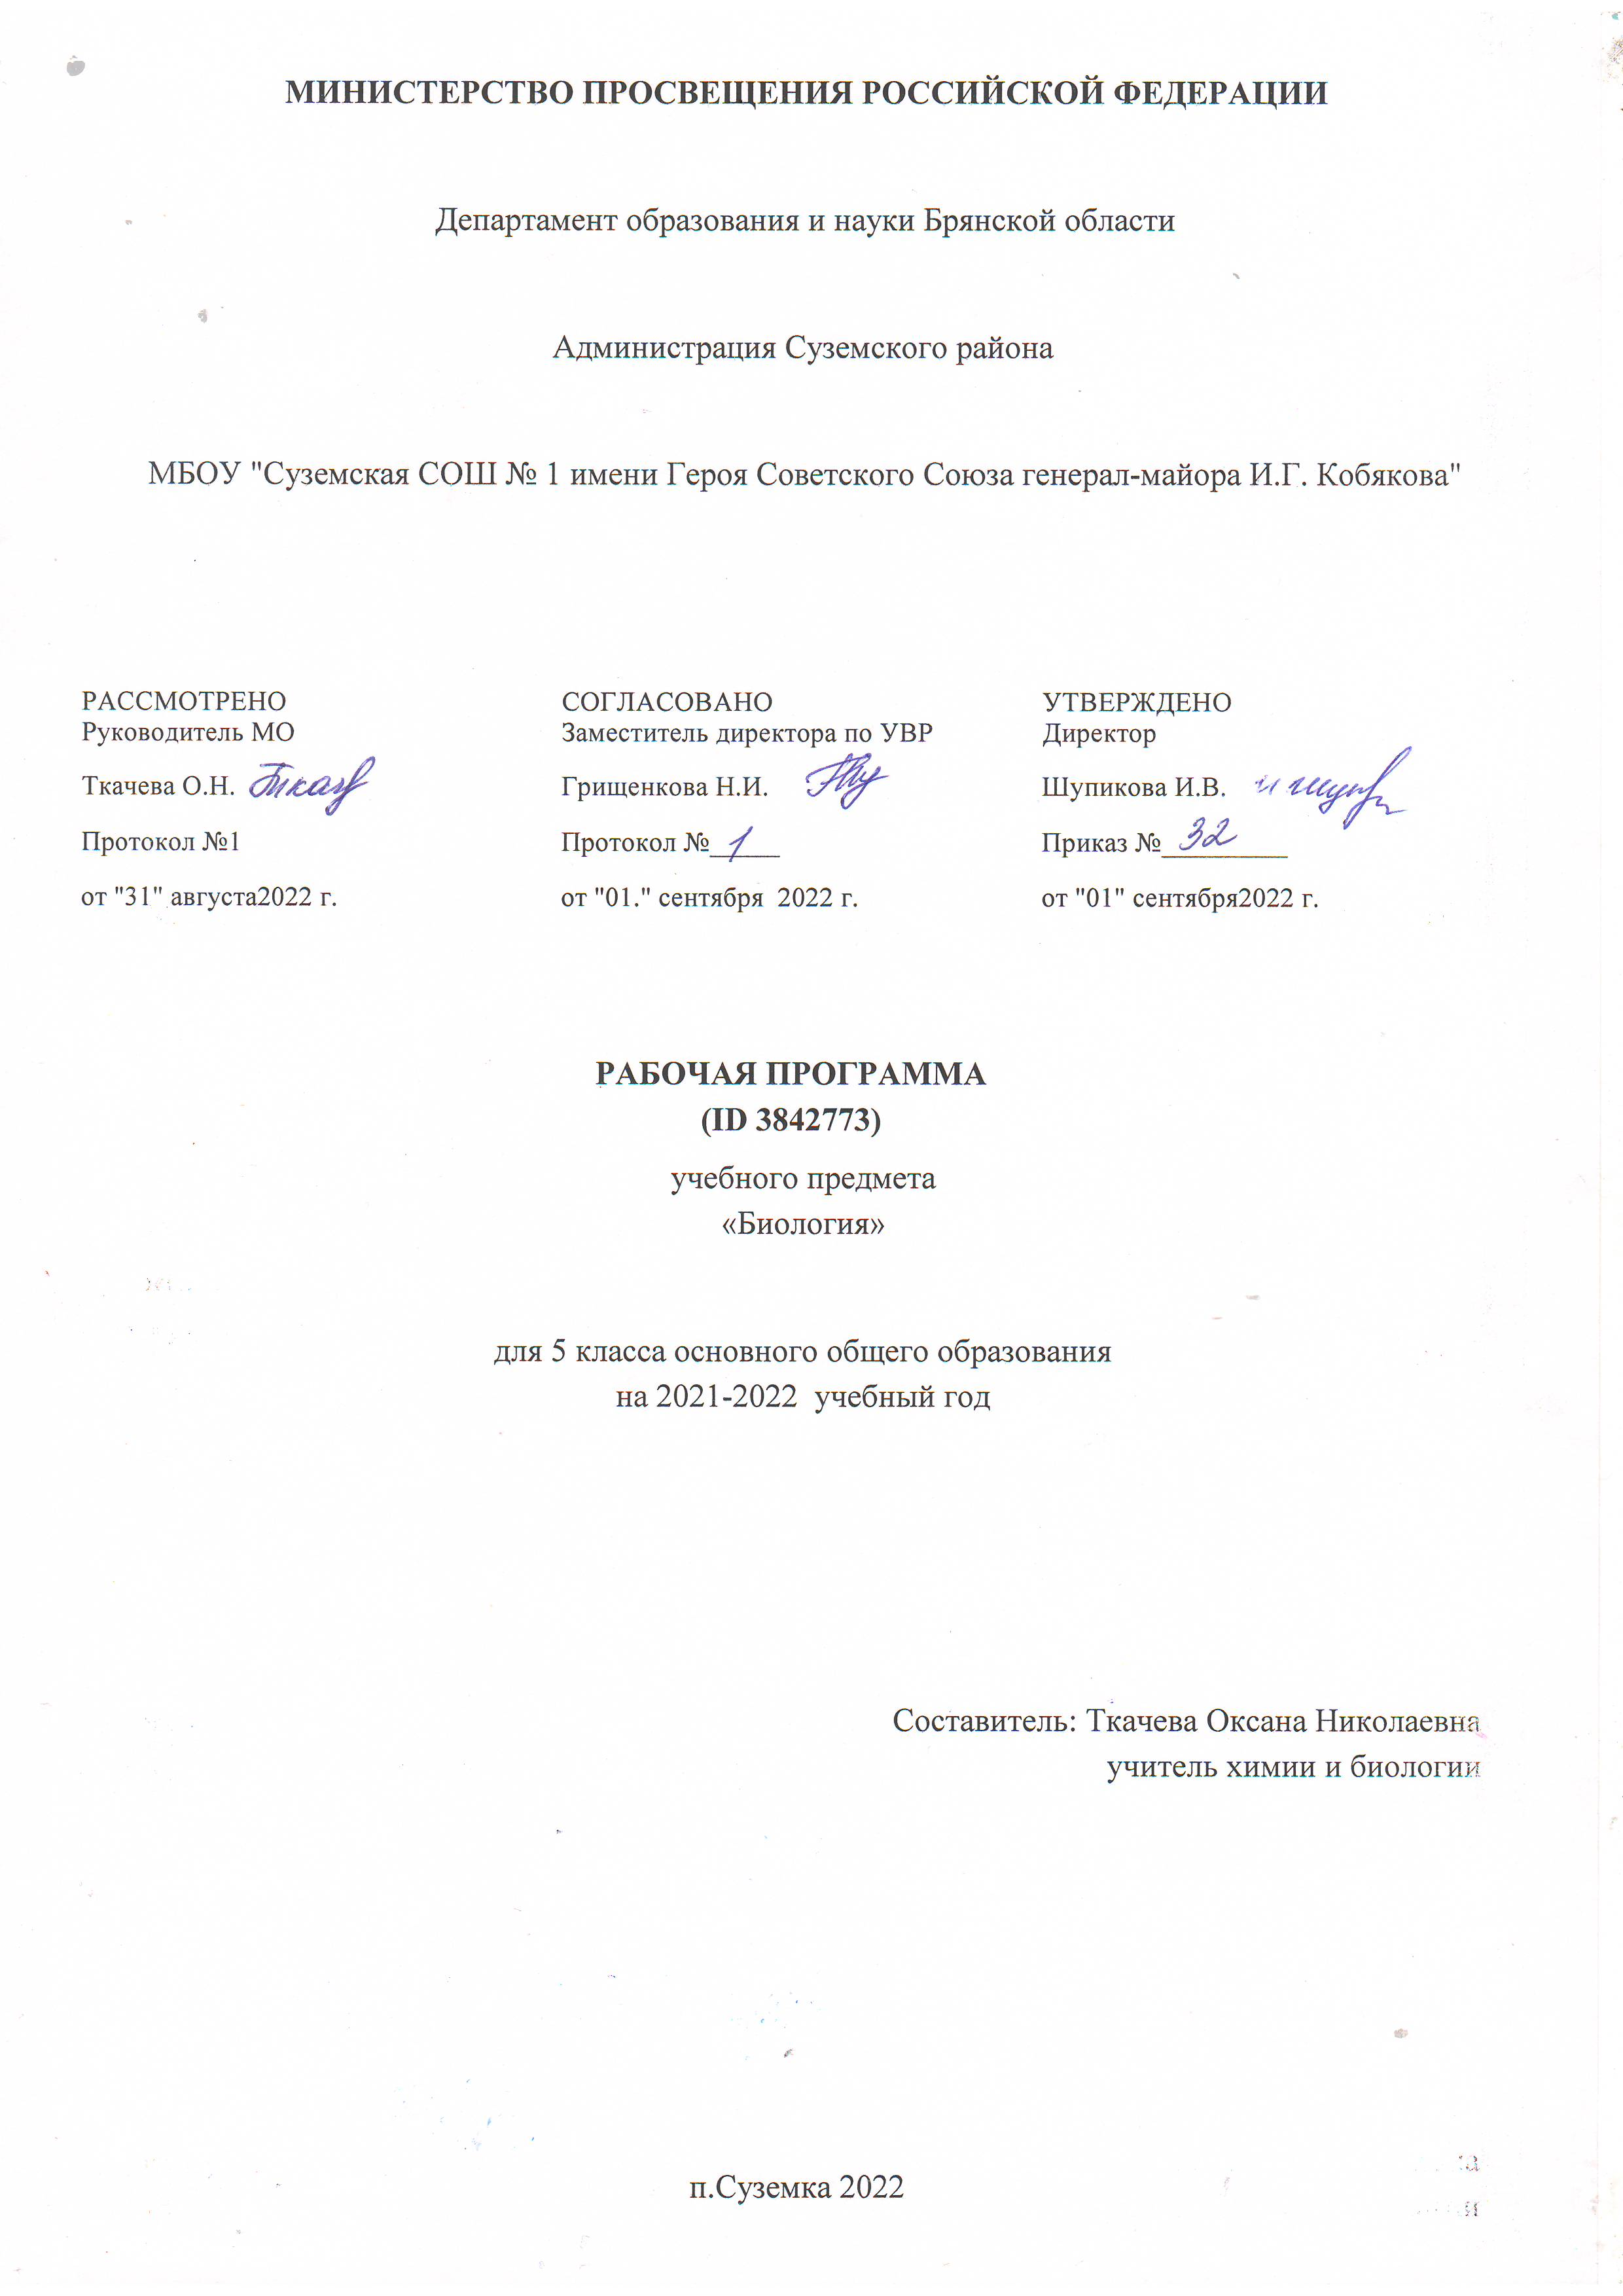 МИНИСТЕРСТВО ПРОСВЕЩЕНИЯ РОССИЙСКОЙ ФЕДЕРАЦИИ
Департамент образования и науки Брянской области
Администрация Суземского района
МБОУ "Суземская СОШ № 1 имени Героя Советского Союза генерал-майора И.Г. Кобякова"
РАССМОТРЕНО
Руководитель МО
Ткачева О.Н.
Протокол №1
от "31" августа2022 г.
СОГЛАСОВАНО
Заместитель директора по УВР
Грищенкова Н.И.
Протокол № 1
от "01." сентября 2022 г.
УТВЕРЖДЕНО
Директор
Шупикова И.В.
Приказ № 32
от "01" сентября2022 г.
РАБОЧАЯ ПРОГРАММА
(ID 3842773)
учебного предмета
«Биология»
для 5 класса основного общего образования
на 2021-2022 учебный год
Составитель: Ткачева Оксана Николаевна
учитель химии и биологии
п.Суземка 2022